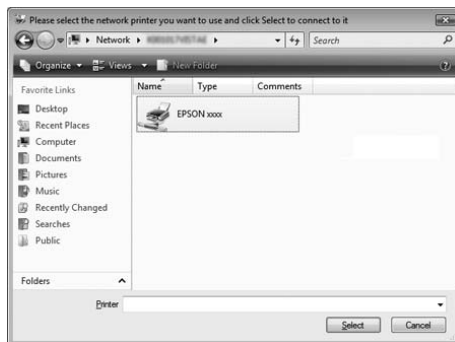 Please select the network printer you want to use and click Select to connect to it
Network
Search
Organize Views New Folder
Favorite Links
Desktop
Recent Places
Computer
Documents
Pictures
Music
Recently Changed
Searches
Public
Folders
Name Type Comments
EPSON xxxx
Printer
Select Cancel